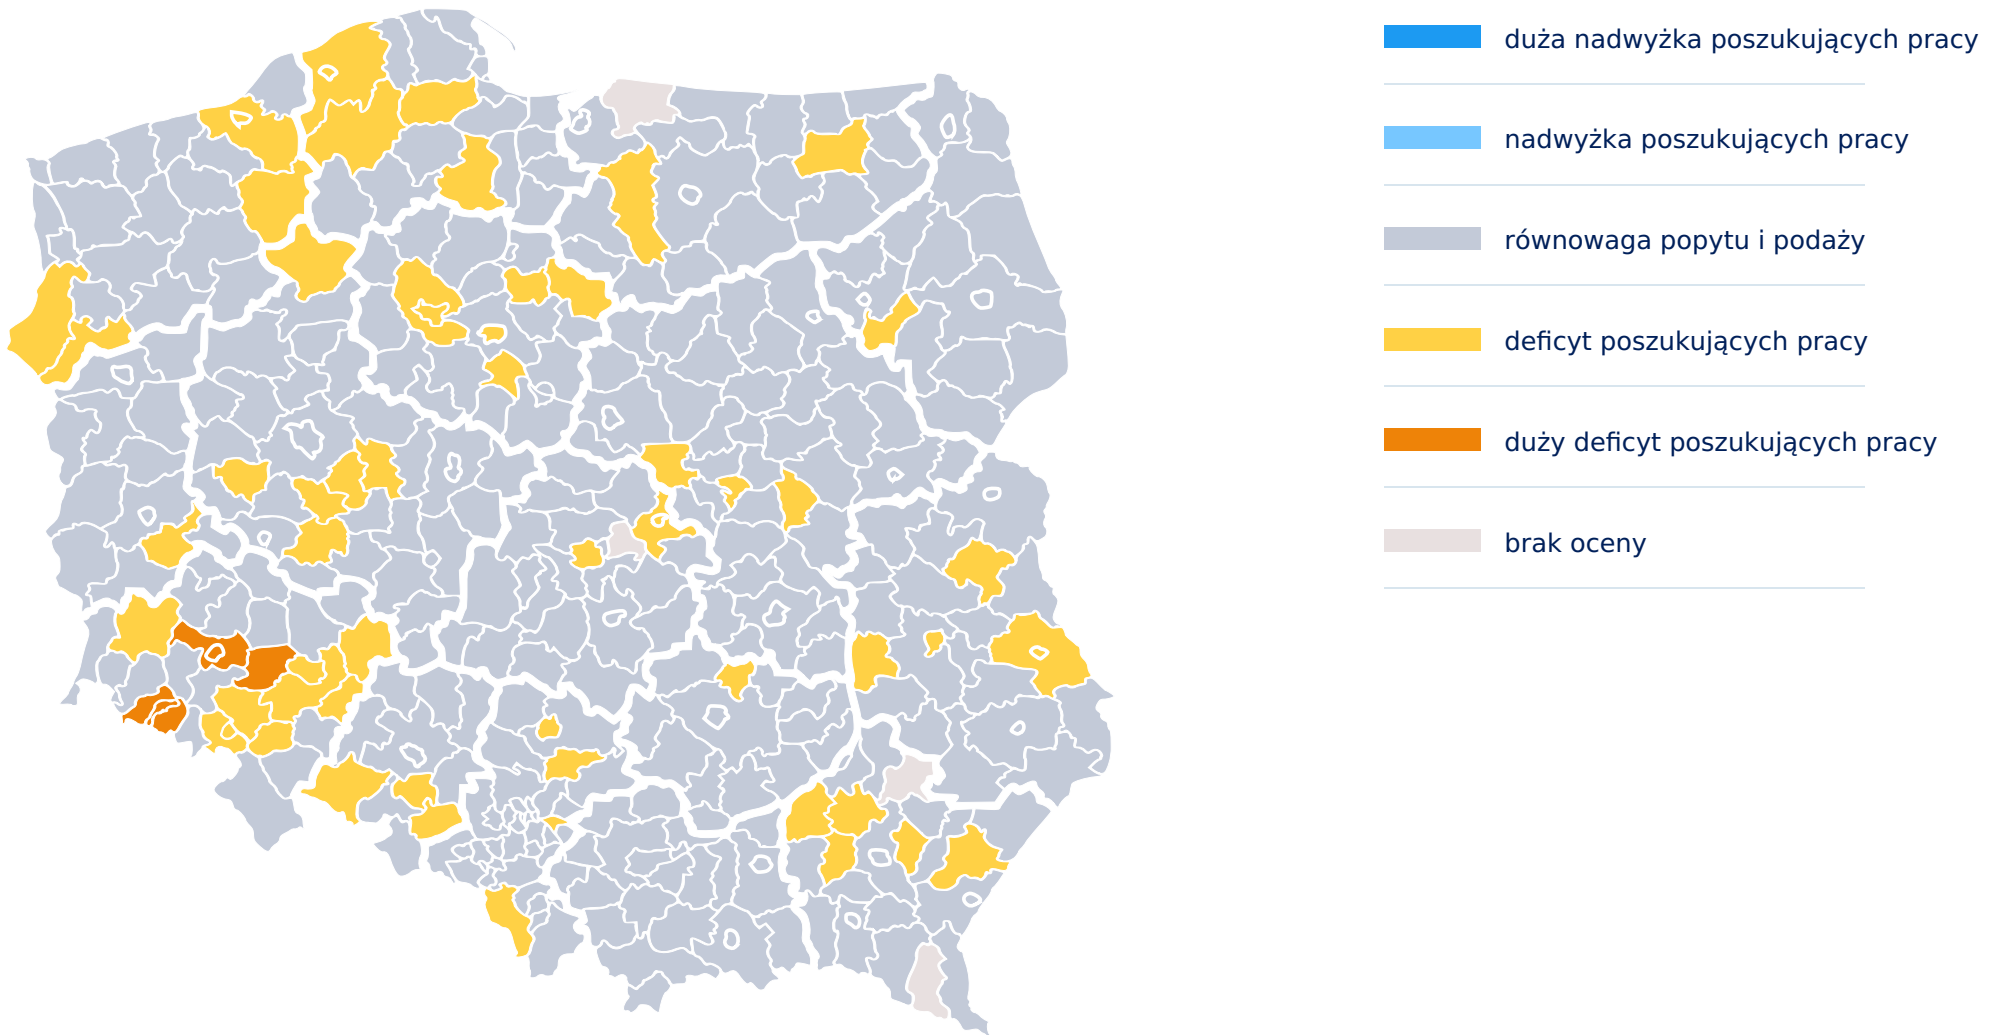 duża nadwyżka poszukujących pracy
nadwyżka poszukujących pracy
równowaga popytu i podaży
deficyt poszukujących pracy
duży deficyt poszukujących pracy
brak oceny